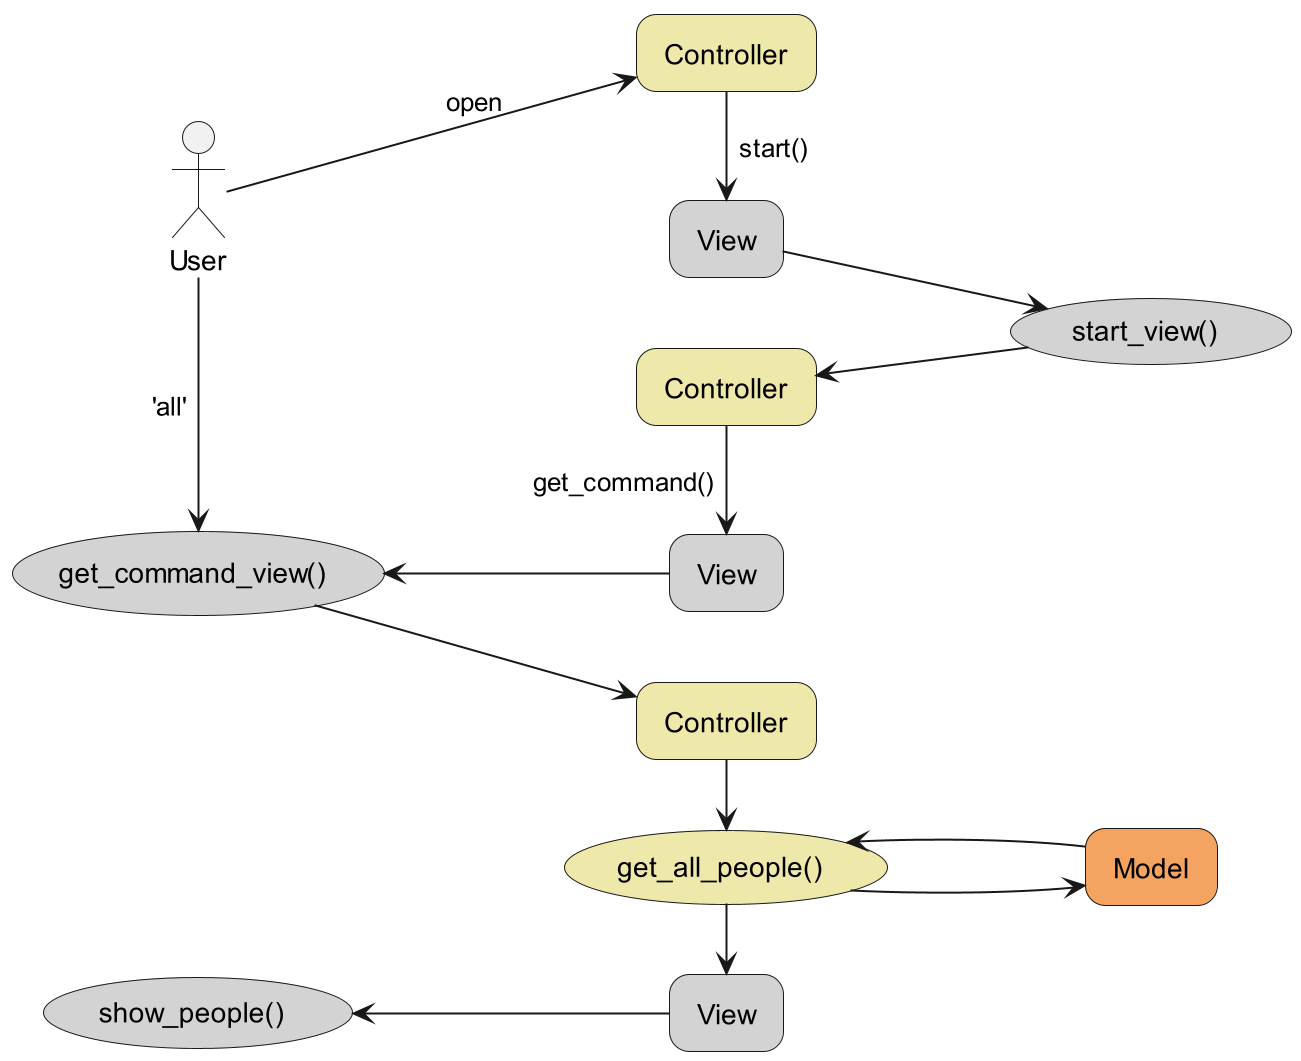 Controller
open
start()
View
User
start_view()
Controller
'all'
get_command()
get_command_view()
View
Controller
get_all_people()
Model
show_people()
View